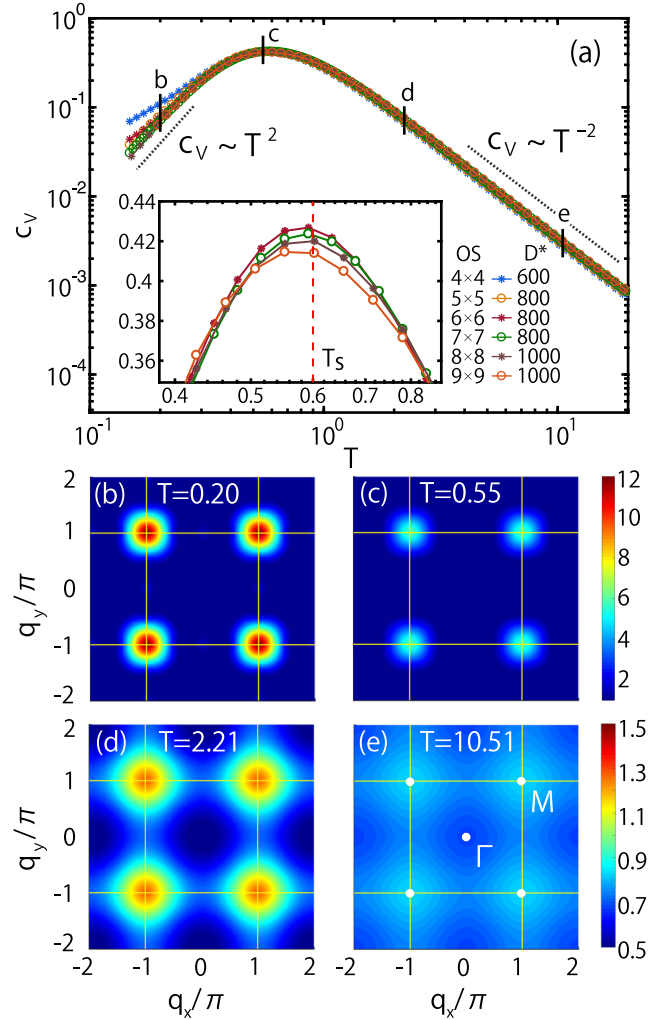 (a)
c_V
10^0
10^-1
10^-2
10^-3
10^-4
b
c
d
e
c_V ~ T^2
c_V ~ T^-2
0.44
0.42
0.4
0.38
0.36
T_S
0.4 0.5 0.6 0.7 0.8
OS D*
4×4 600
5×5 800
6×6 800
7×7 800
8×8 1000
9×9 1000
10^-1 10^0 10^1
T
(b) T=0.20
(c) T=0.55
q_y/π
2
1
0
-1
-2
12
10
8
6
4
2
(d) T=2.21
(e) T=10.51
q_y/π
2
1
0
-1
-2
M
Γ
1.5
1.3
1.1
0.9
0.7
0.5
-2 -1 0 1 2
-1 0 1 2
q_x/π
q_x/π